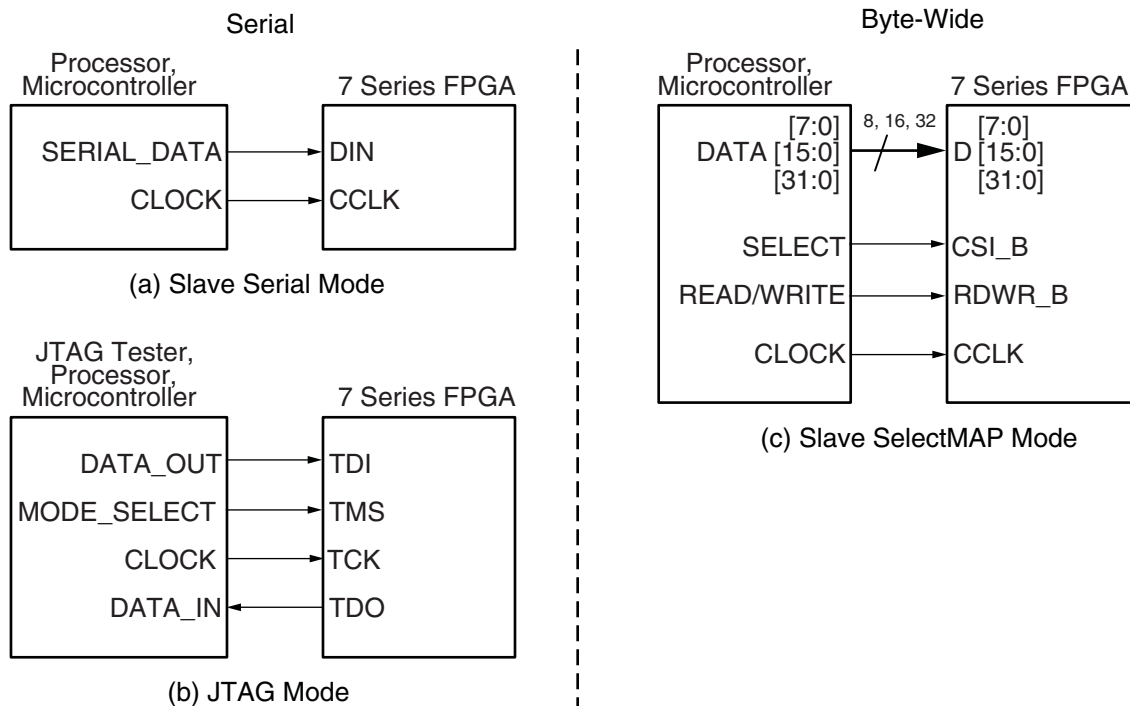 Serial
Processor,
Microcontroller
7 Series FPGA
SERIAL_DATA
DIN
CLOCK
CCLK
(a) Slave Serial Mode
JTAG Tester,
Processor,
Microcontroller
7 Series FPGA
DATA_OUT
TDI
MODE_SELECT
TMS
CLOCK
TCK
DATA_IN
TDO
(b) JTAG Mode
Byte-Wide
Processor,
Microcontroller
7 Series FPGA
[7:0]
DATA [15:0]
[31:0]
8, 16, 32
[7:0]
D [15:0]
[31:0]
SELECT
CSI_B
READ/WRITE
RDWR_B
CLOCK
CCLK
(c) Slave SelectMAP Mode